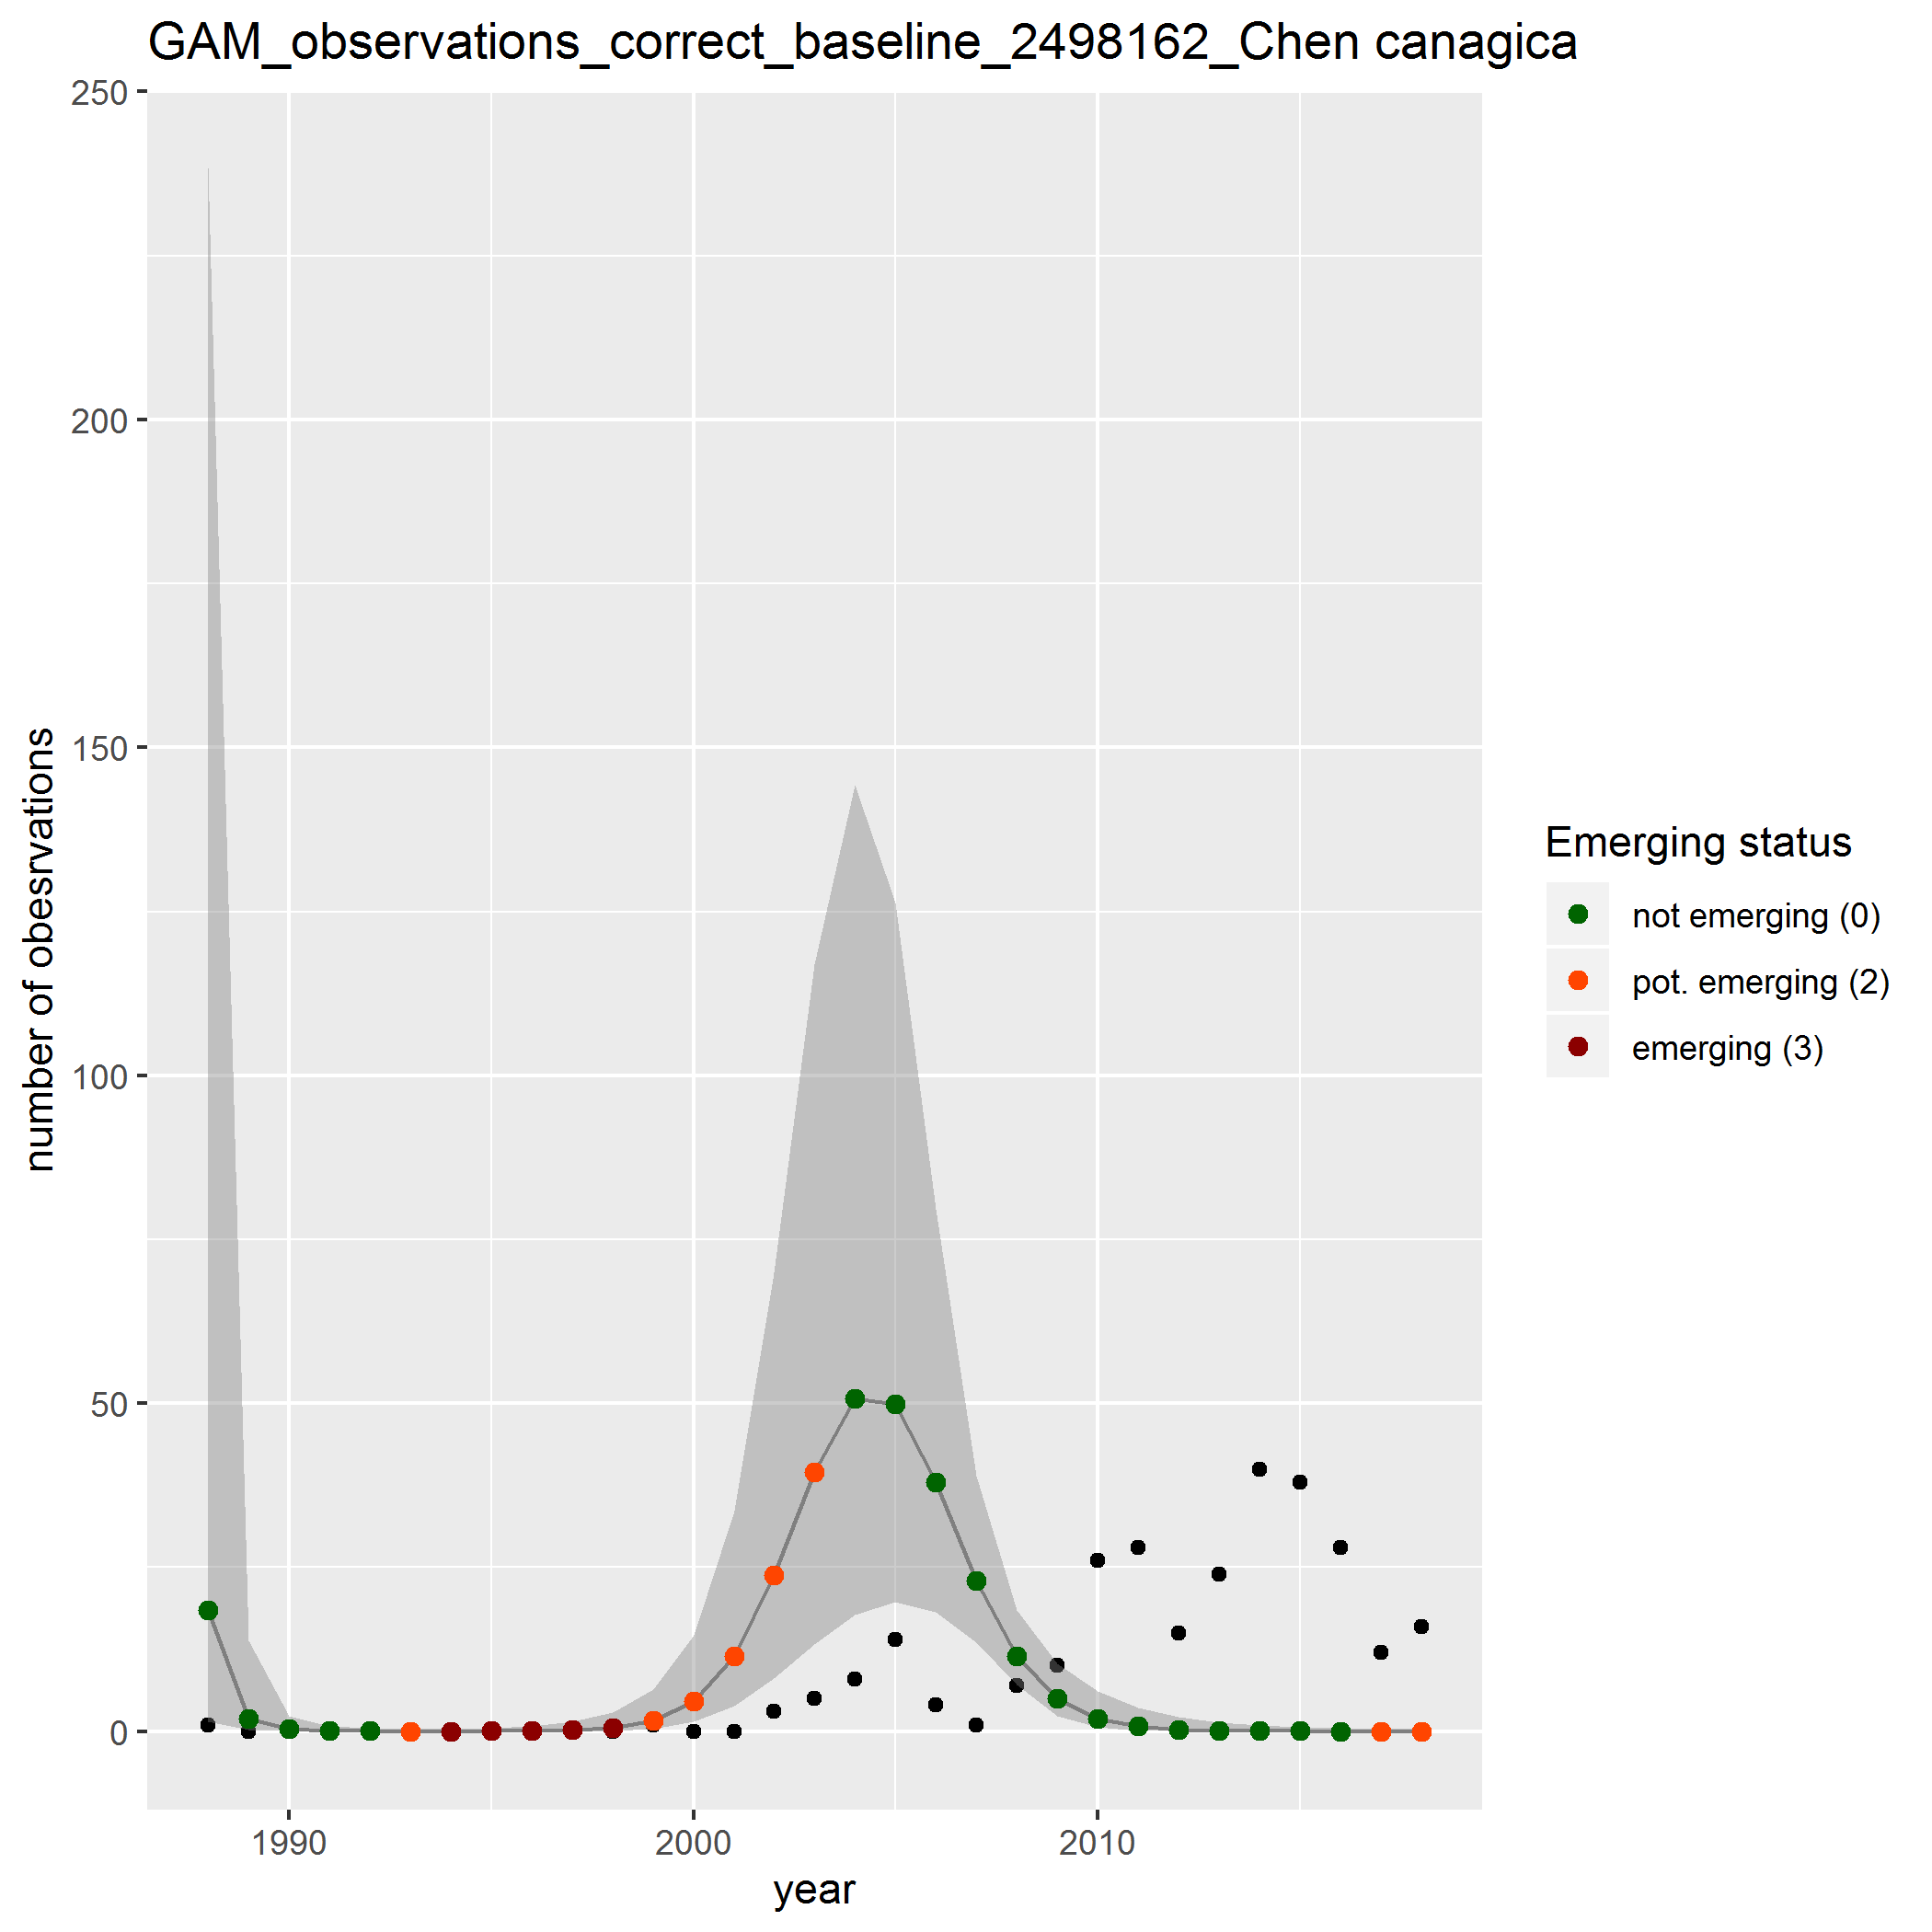 GAM_observations_correct_baseline_2498162_Chen canagica
250
200
150
100
50
0
number of obesrvations
1990
2000
2010
year
Emerging status
not emerging (0)
pot. emerging (2)
emerging (3)